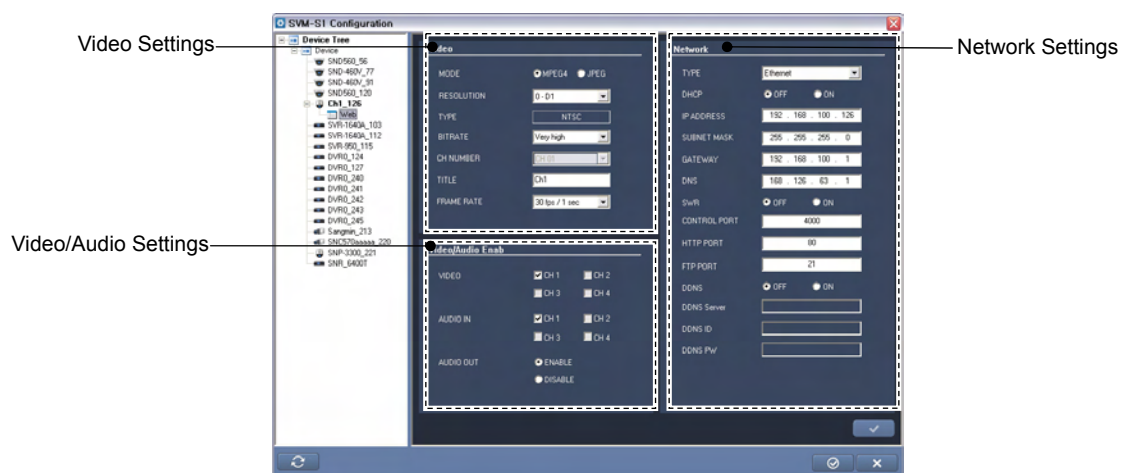 SVM-S1 Configuration
Video Settings
Video/Audio Settings
Network Settings
Device Tree
Device
SND560_56
SND-460V_77
SND-460V_91
SND560_120
Ch1_126
Web
SVR-1640A_103
SVR-1640A_112
SVR-950_115
DVR0_124
DVR0_127
DVR0_240
DVR0_241
DVR0_242
DVR0_243
DVR0_245
Sangmin_213
SNC570aaaaa_220
SNP-3300_221
SNR_6400T
deo
MODE MPEG4 JPEG
RESOLUTION 0 - D1
TYPE NTSC
BITRATE Very high
CH NUMBER CH 01
TITLE Ch1
FRAME RATE 30 fps / 1 sec
Video/Audio Enab
VIDEO CH 1 CH 2
CH 3 CH 4
AUDIO IN CH 1 CH 2
CH 3 CH 4
AUDIO OUT ENABLE
DISABLE
Network
TYPE Ethernet
DHCP OFF ON
IP ADDRESS 192 . 168 . 100 . 126
SUBNET MASK 255 . 255 . 255 . 0
GATEWAY 192 . 168 . 100 . 1
DNS 168 . 126 . 63 . 1
SWR OFF ON
CONTROL PORT 4000
HTTP PORT 80
FTP PORT 21
DDNS OFF ON
DDNS Server
DDNS ID
DDNS PW